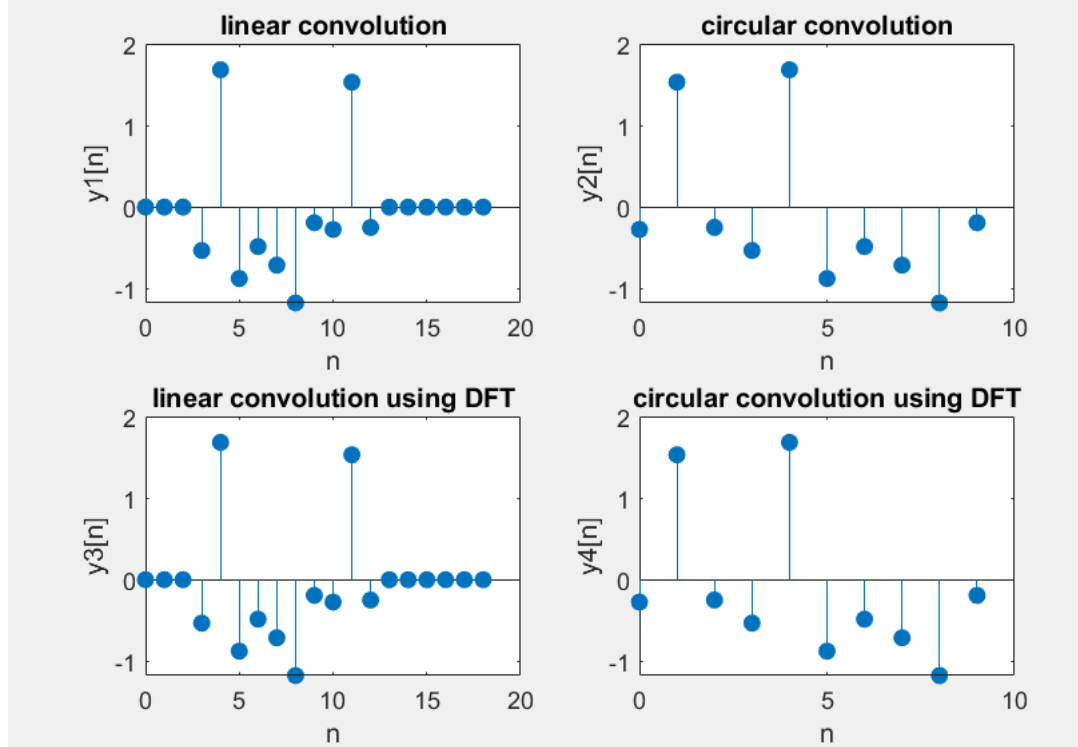 linear convolution
2
1
0
-1
y1[n]
0 5 10 15 20
n
circular convolution
2
1
0
-1
y2[n]
0 5 10
n
linear convolution using DFT
2
1
0
-1
y3[n]
0 5 10 15 20
n
circular convolution using DFT
2
1
0
-1
y4[n]
0 5 10
n